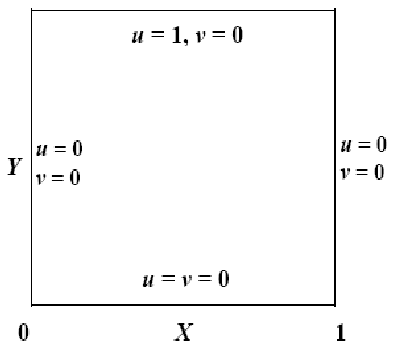 u = 1, v = 0
u = 0
v = 0
Y
u = 0
v = 0
u = v = 0
0 X 1